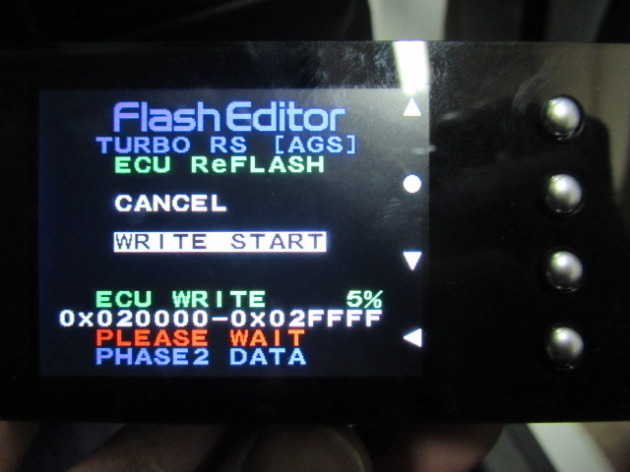 Flash Editor
TURBO RS [AGS]
ECU ReFLASH
CANCEL
WRITE START
ECU WRITE 5%
0x020000-0x02FFFF
PLEASE WAIT
PHASE2 DATA